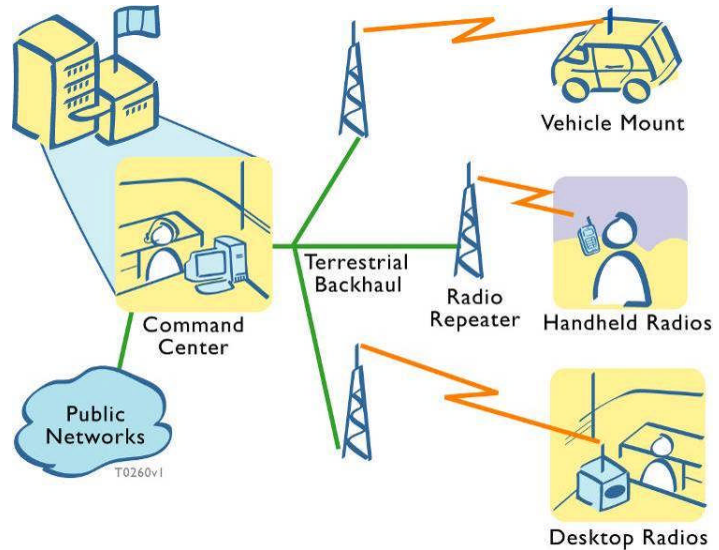 Vehicle Mount
Terrestrial
Backhaul
Radio
Repeater
Handheld Radios
Command
Center
Public
Networks
T0260v1
Desktop Radios